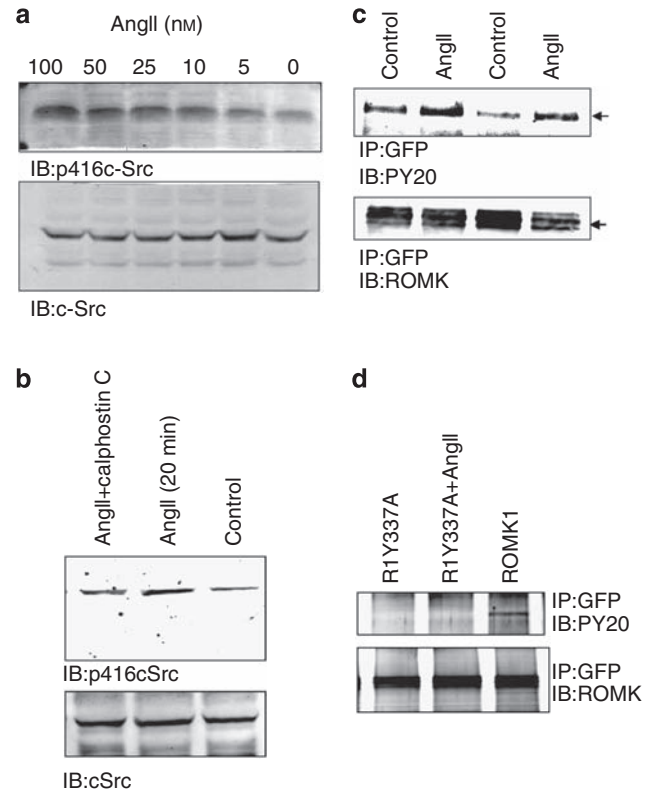 a
AngII (nM)
100 50 25 10 5 0
IB:p416c-Src
IB:c-Src
b
AngII+calphostin C
AngII (20 min)
Control
IB:p416cSrc
IB:cSrc
c
Control
AngII
Control
AngII
IP:GFP
IB:PY20
IP:GFP
IB:ROMK
d
R1Y337A
R1Y337A+AngII
ROMK1
IP:GFP
IB:PY20
IP:GFP
IB:ROMK